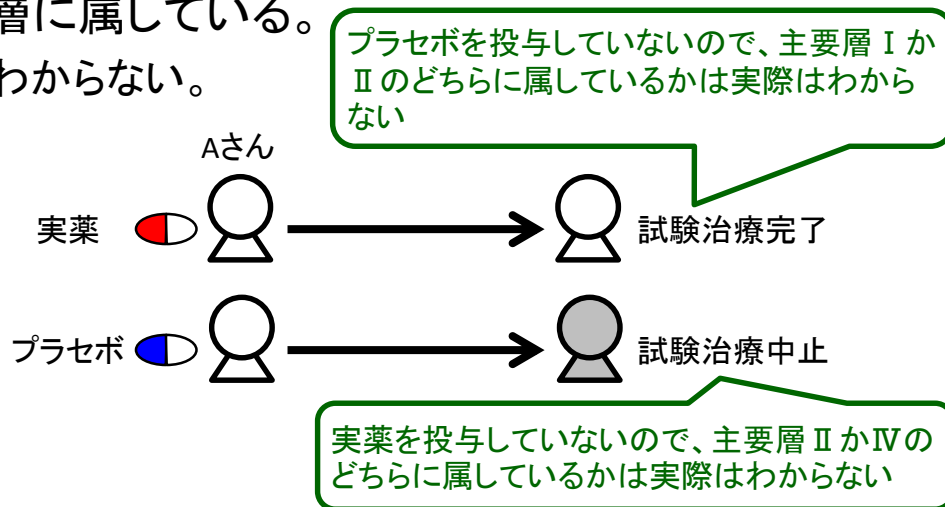 層に属している。
わからない。
プラセボを投与していないので、主要層Ⅰか
Ⅱのどちらに属しているかは実際はわから
ない
Aさん
実薬
試験治療完了
プラセボ
試験治療中止
実薬を投与していないので、主要層ⅡかⅣの
どちらに属しているかは実際はわからない